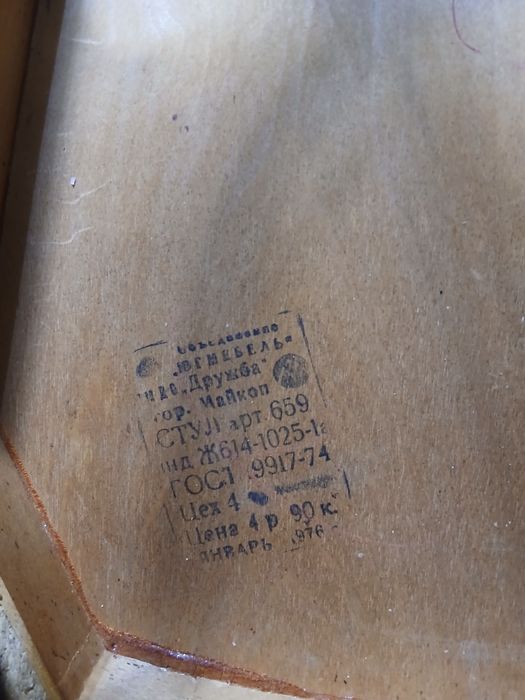 Объединение
„ЮГМЕБЕЛЬ"
„Дружба"
гор. Майкоп
СТУЛ арт. 659
инд Ж614-1025-1а
ГОСТ 9917-74
Цех 4
Цена 4 р 90 к.
ЯНВАРЬ 1976